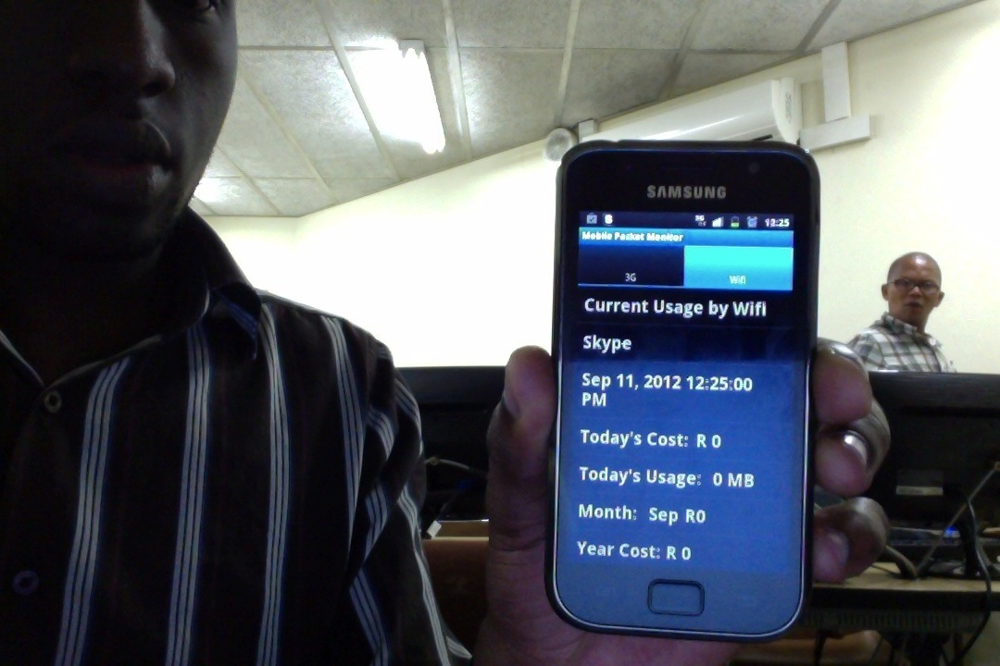 SAMSUNG
12:25
Mobile Packet Monitor
3G Wifi
Current Usage by Wifi
Skype
Sep 11, 2012 12:25:00
PM
Today's Cost: R 0
Today's Usage: 0 MB
Month: Sep R0
Year Cost: R 0